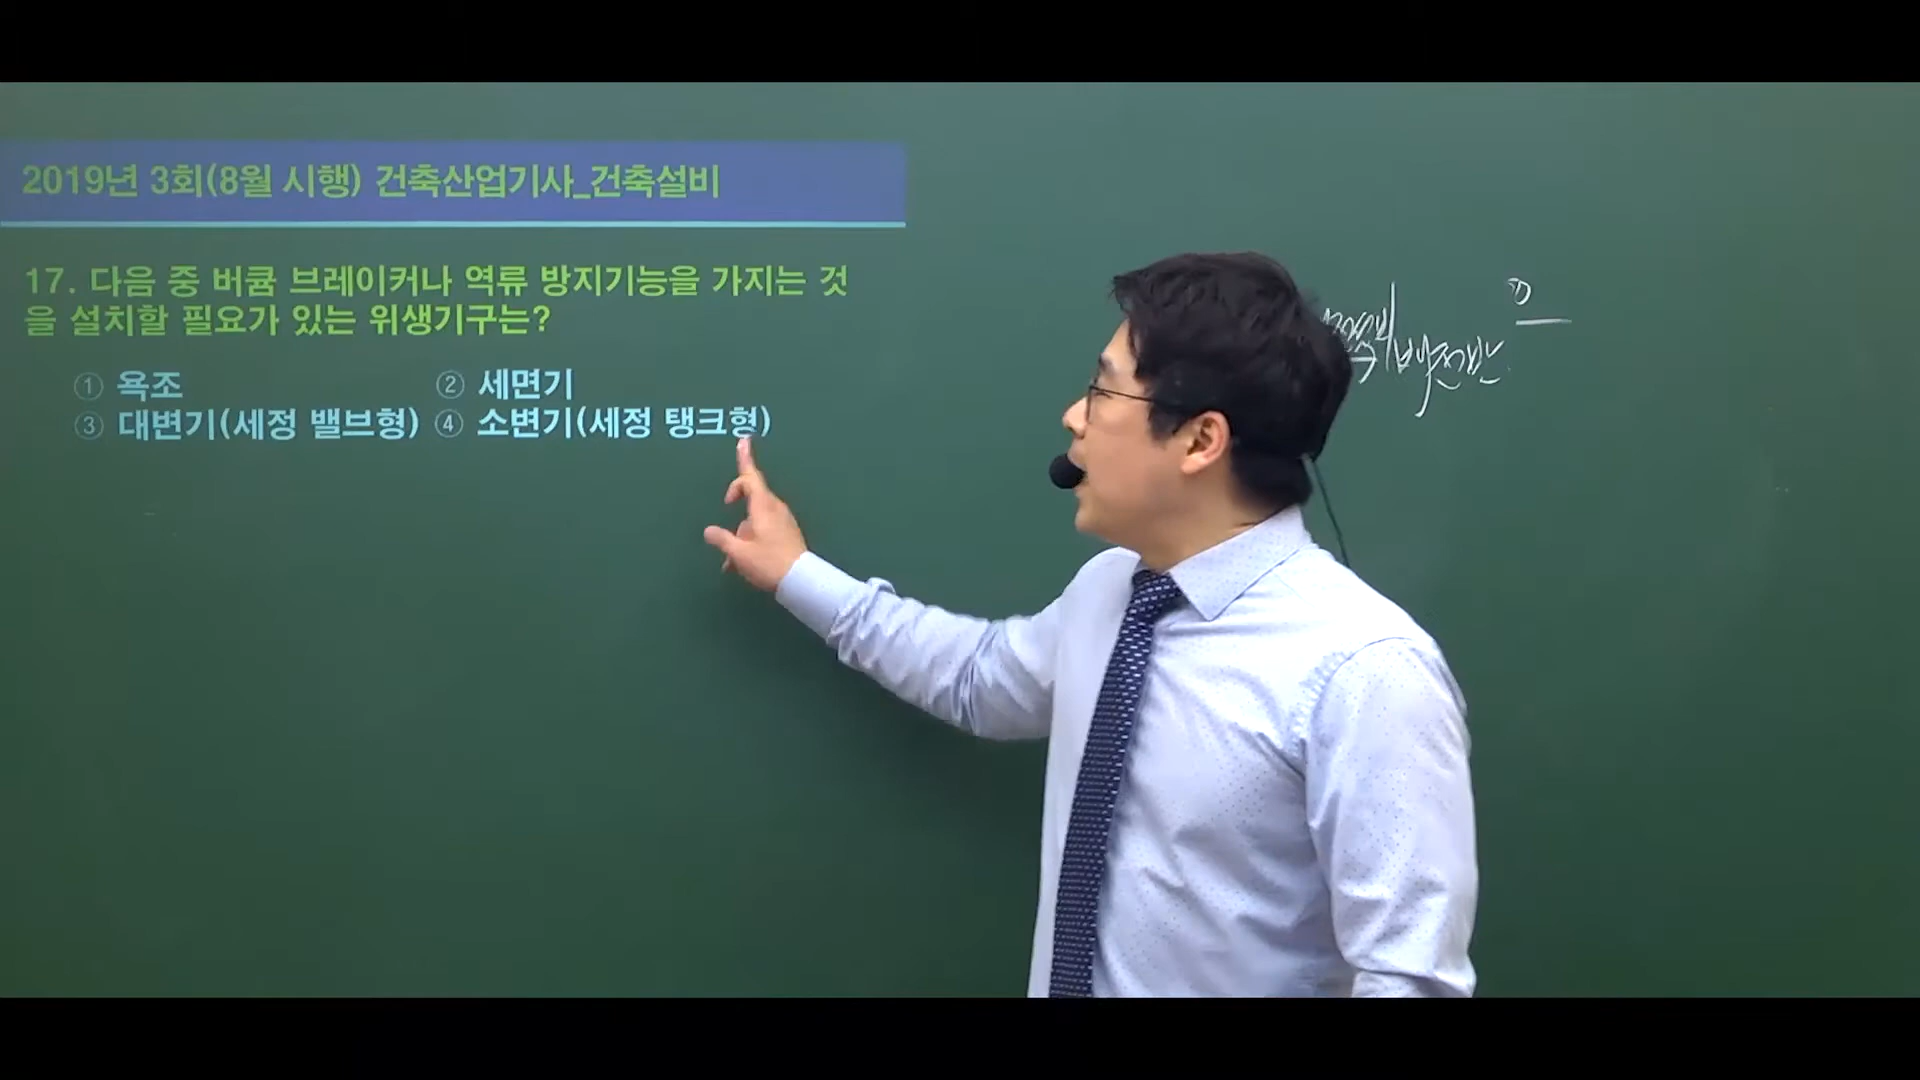 2019년 3회(8월 시행) 건축산업기사_건축설비
17. 다음 중 버큠 브레이커나 역류 방지기능을 가지는 것
을 설치할 필요가 있는 위생기구는?
① 욕조 ② 세면기
③ 대변기(세정 밸브형) ④ 소변기(세정 탱크형)